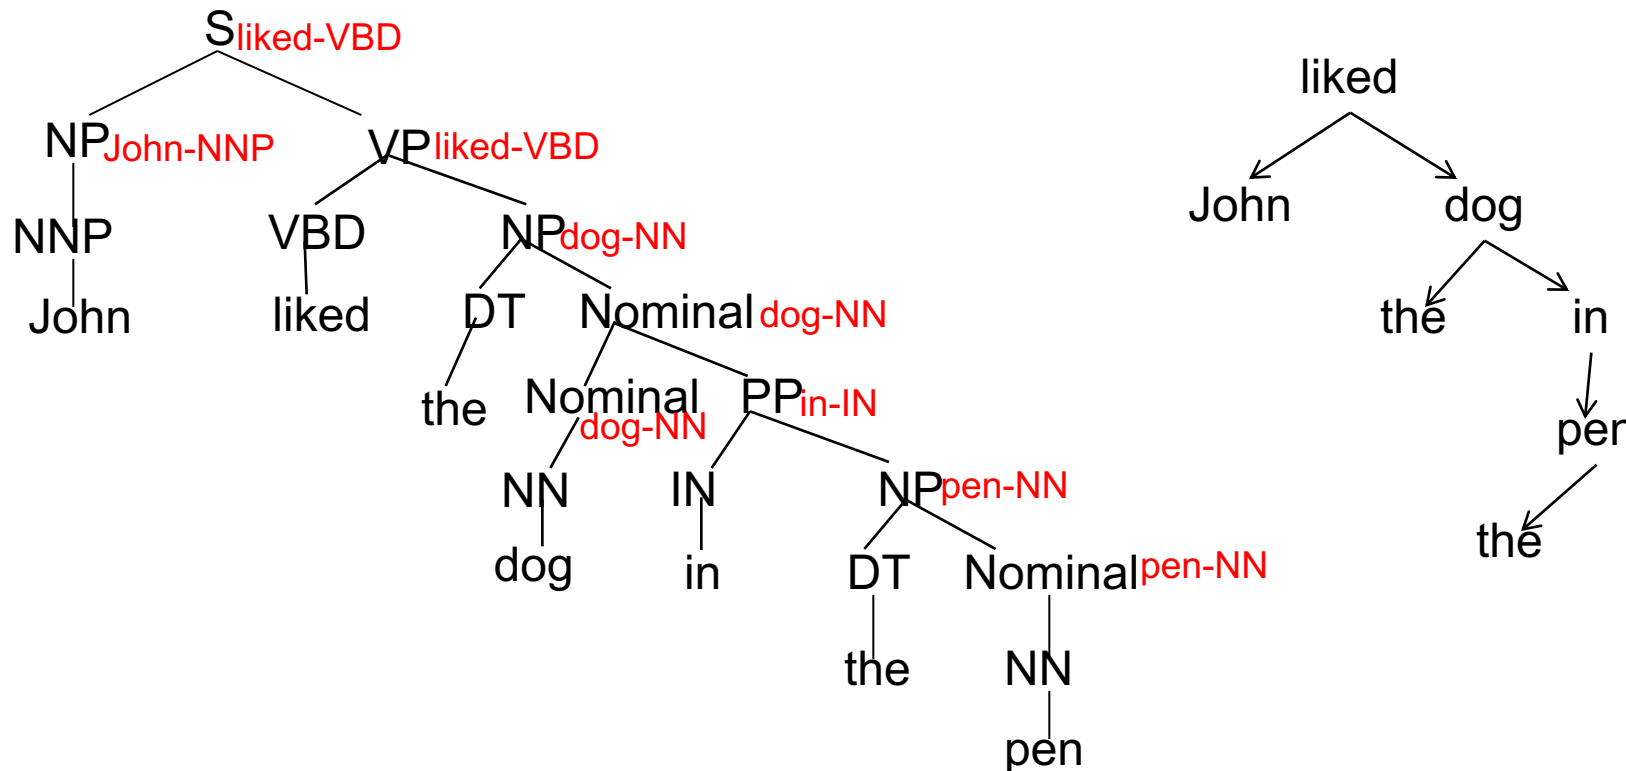 S liked-VBD
liked
NP John-NNP VP liked-VBD
John dog
NNP VBD NP dog-NN
John liked DT Nominal dog-NN
the in
the Nominal dog-NN PP in-IN
pen
NN IN NP pen-NN
the
dog in DT Nominal pen-NN
the NN
pen